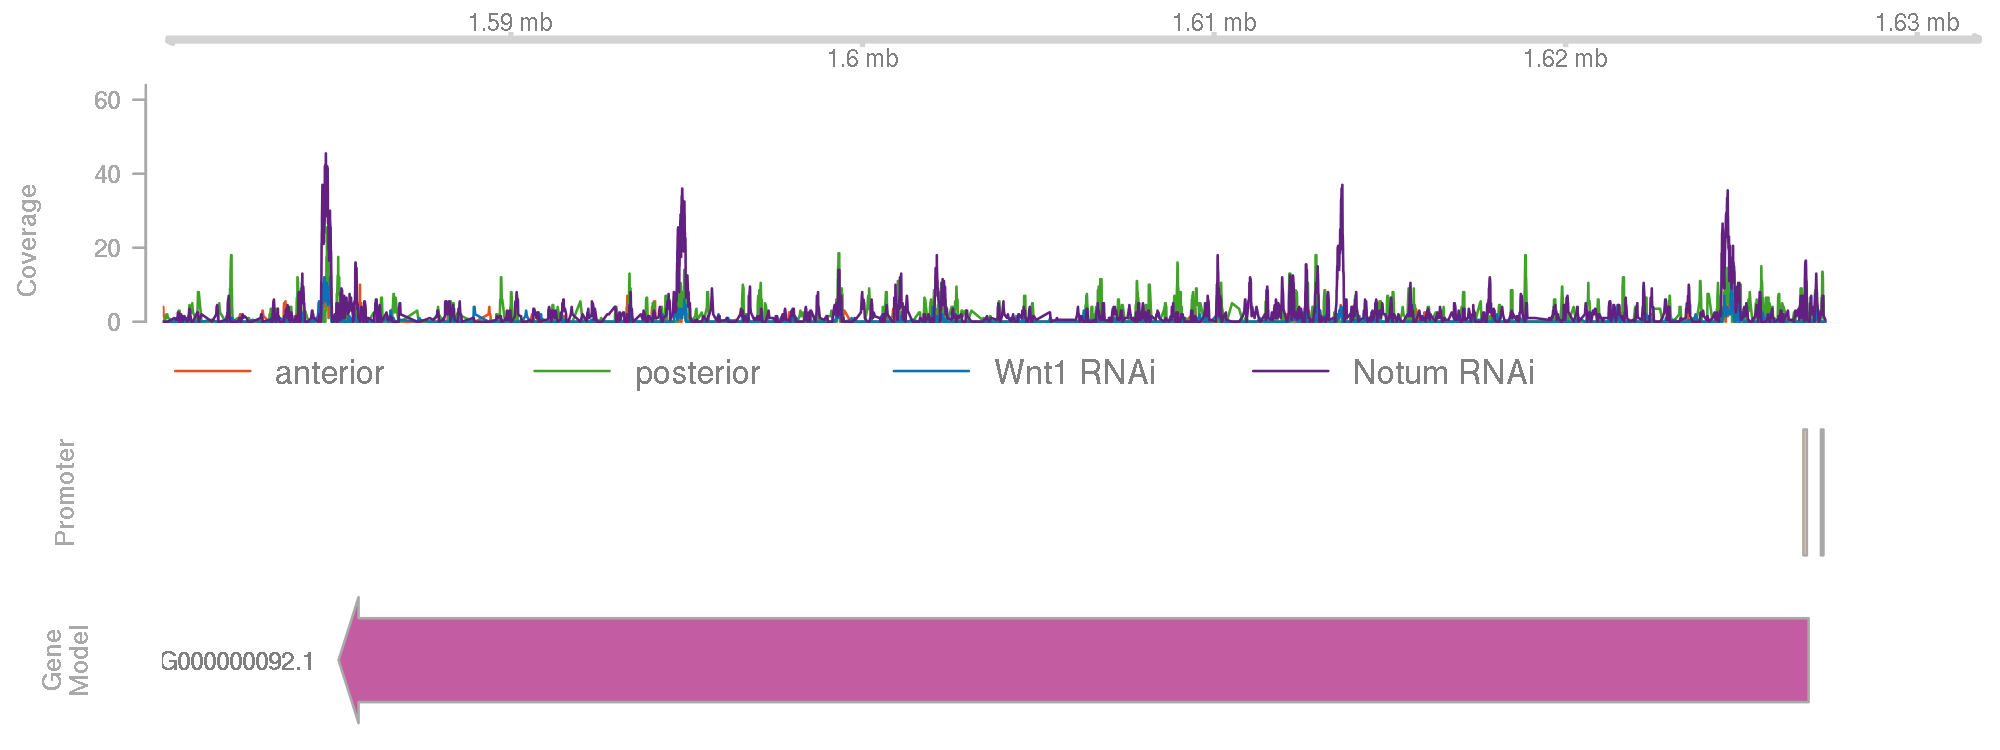 1.59 mb 1.61 mb 1.63 mb
1.6 mb 1.62 mb
Coverage
60
40
20
0
anterior posterior Wnt1 RNAi Notum RNAi
Promoter
Gene
Model
G000000092.1